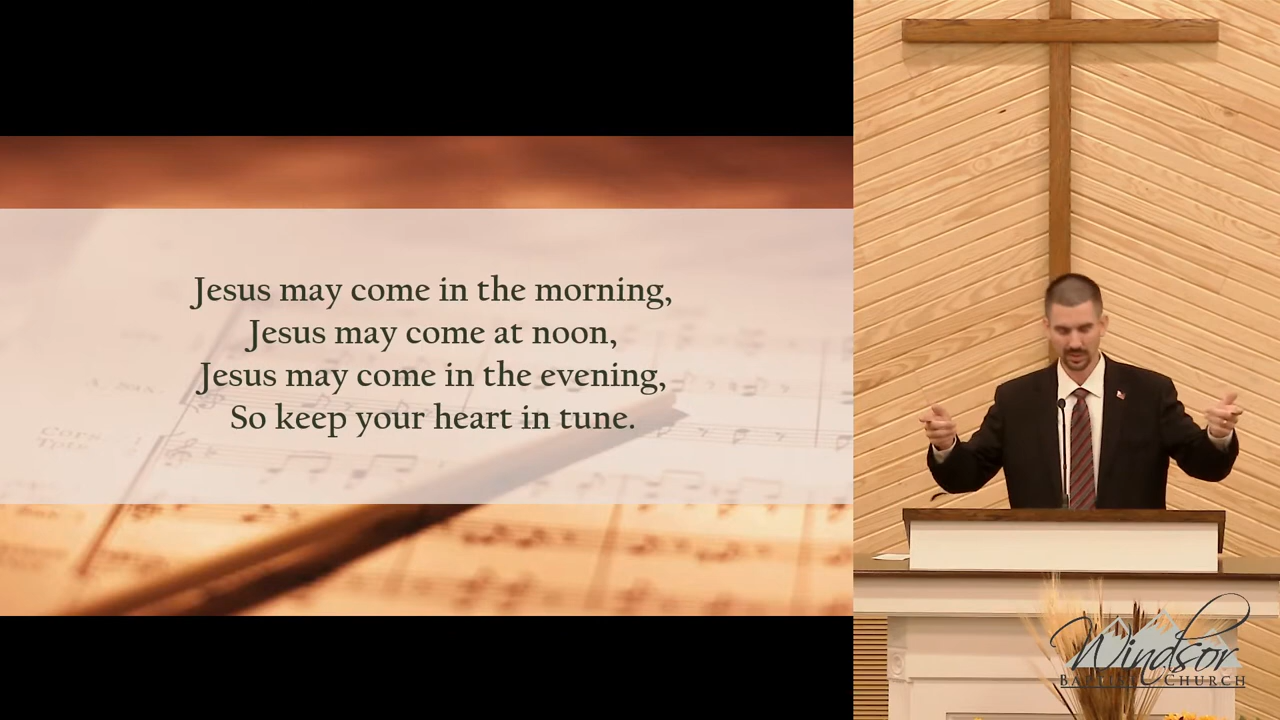 Jesus may come in the morning,
Jesus may come at noon,
Jesus may come in the evening,
So keep your heart in tune.
Windsor
Baptist Church